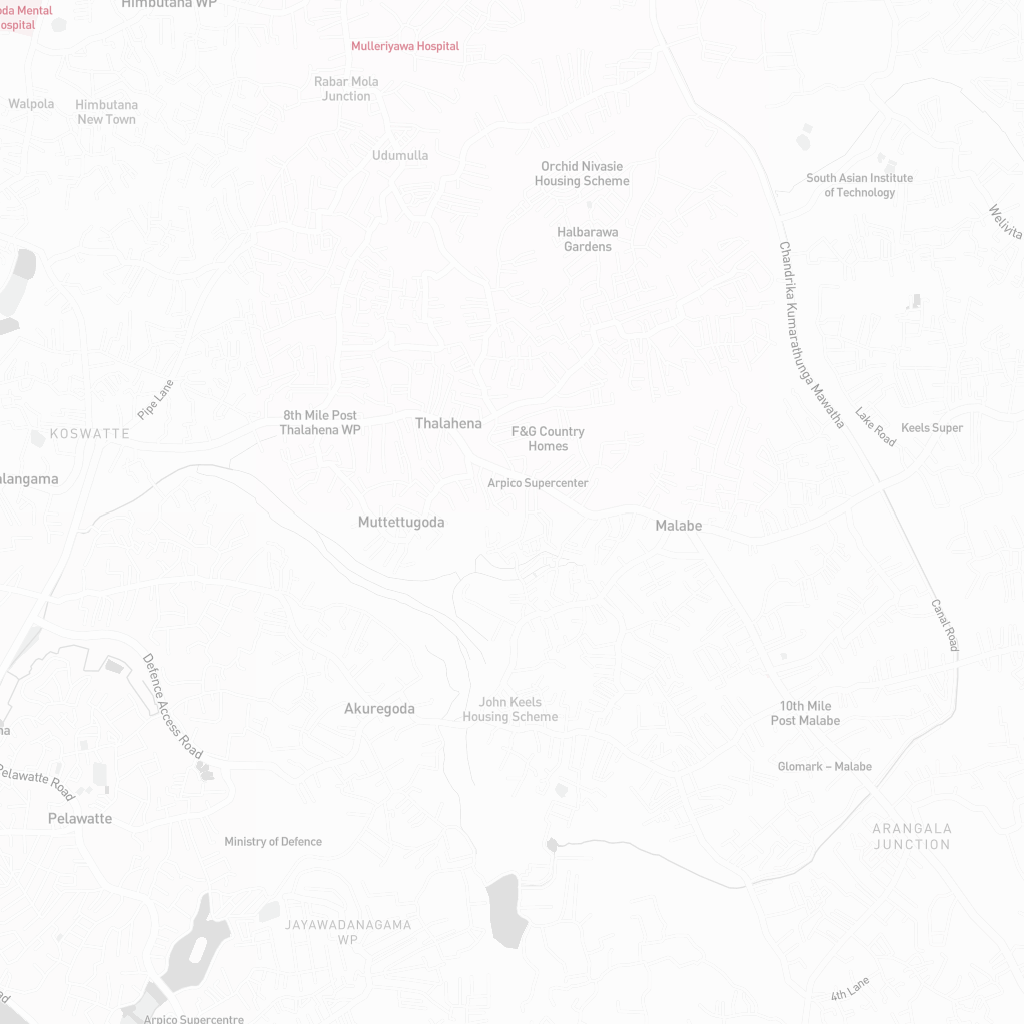 Himbutana WP
Mental
Hospital
Mulleriyawa Hospital
Rabar Mola
Junction
Walpola
Himbutana
New Town
Udumulla
Orchid Nivasie
Housing Scheme
South Asian Institute
of Technology
Welivita
Halbarawa
Gardens
Chandrika Kumarathunga Mawatha
Pipe Lane
8th Mile Post
Thalahena WP
Thalahena
F&G Country
Homes
Lake Road
Keels Super
KOSWATTE
alangama
Arpico Supercenter
Muttettugoda
Malabe
Canal Road
Defence Access Road
Akuregoda
John Keels
Housing Scheme
10th Mile
Post Malabe
Pelawatte Road
Glomark – Malabe
Pelawatte
Ministry of Defence
ARANGALA
JUNCTION
JAYAWADANAGAMA
WP
4th Lane
Arpico Supercentre